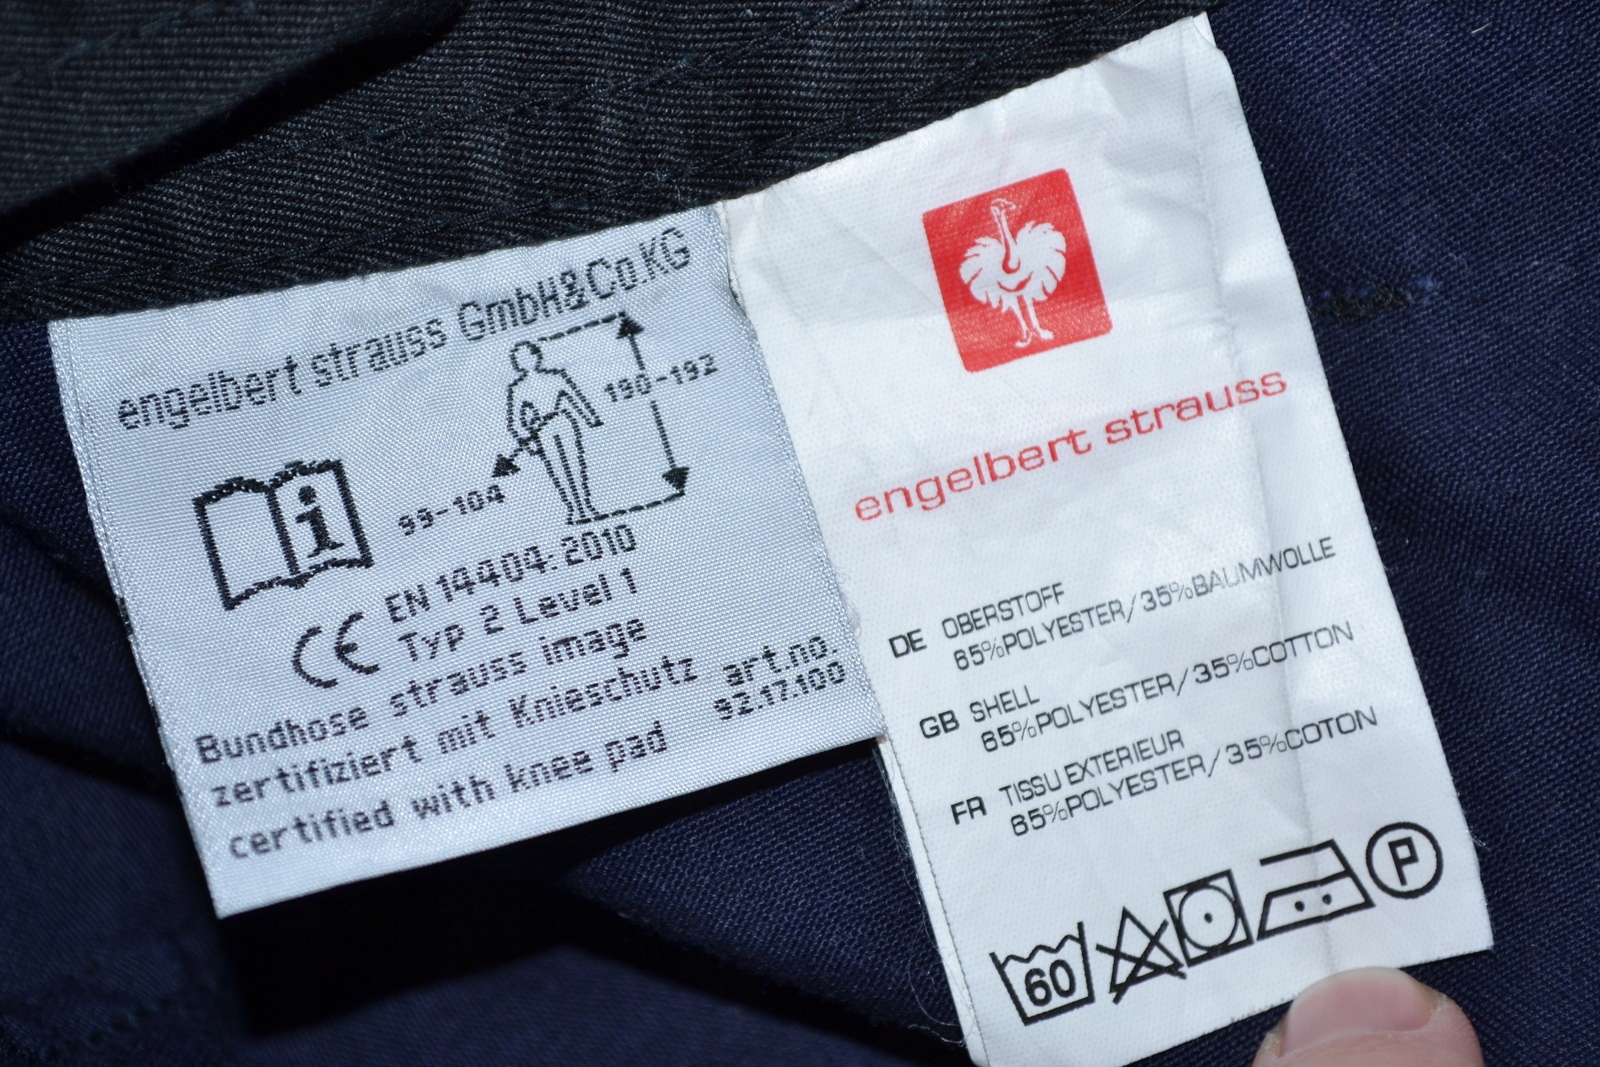 engelbert strauss GmbH&Co.KG
190-192
99-104
i
EN 14404: 2010
CE Typ 2 Level 1
Bundhose strauss image
zertifiziert mit Knieschutz
certified with knee pad
art.no.
92.17.100
engelbert strauss
DE OBERSTOFF
65%POLYESTER/35%BAUMWOLLE
GB SHELL
65%POLYESTER/35%COTTON
FR TISSU EXTERIEUR
65%POLYESTER/35%COTON
60
P